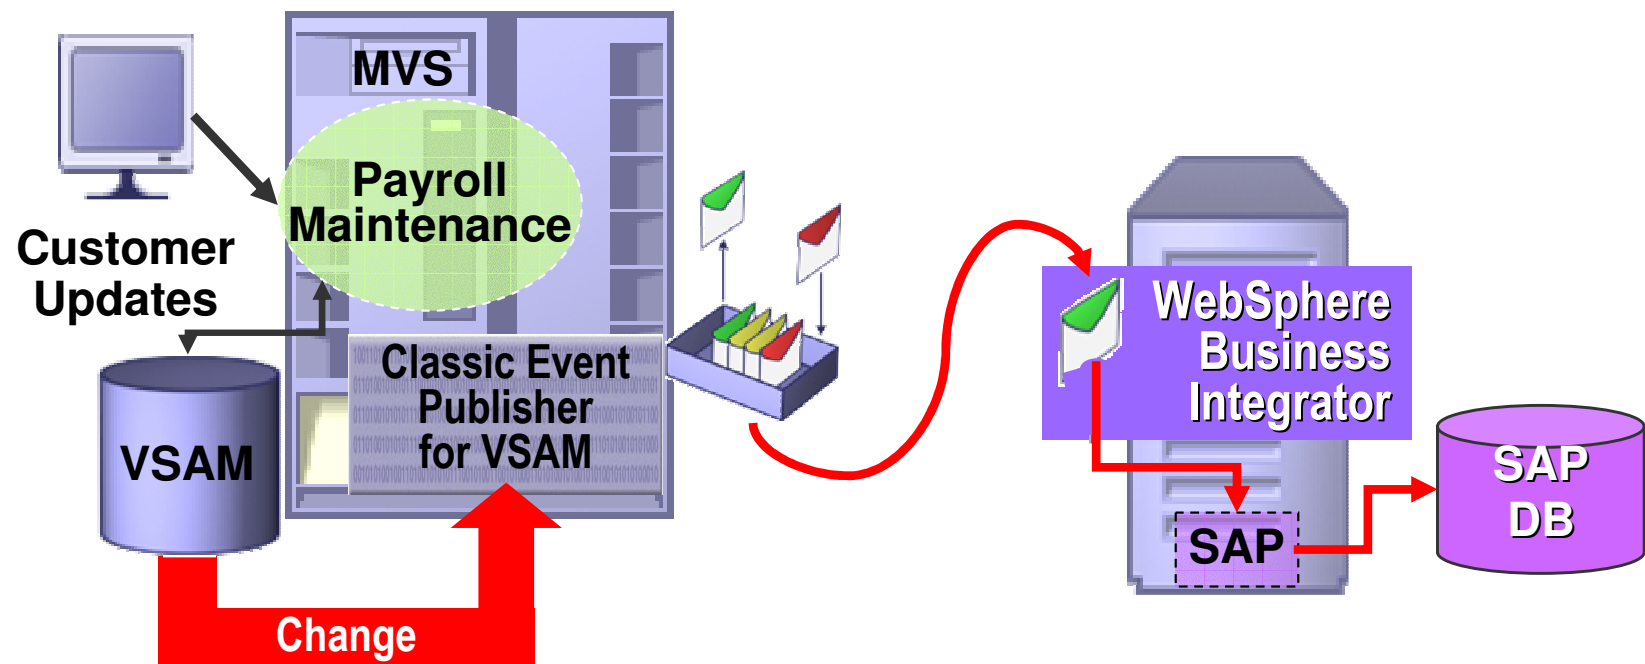 MVS
Payroll
Maintenance
Customer
Updates
Classic Event
Publisher
for VSAM
VSAM
Change
WebSphere
Business
Integrator
SAP
SAP
DB